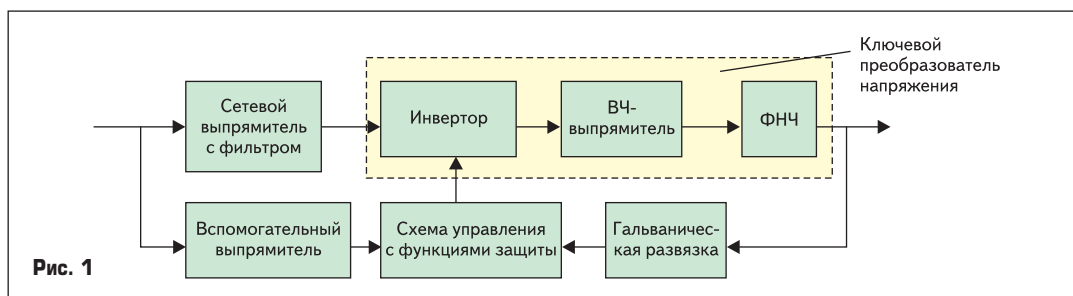 Ключевой
преобразователь
напряжения
Сетевой
выпрямитель
с фильтром
Инвертор
ВЧ-
выпрямитель
ФНЧ
Вспомогательный
выпрямитель
Схема управления
с функциями защиты
Гальваничес-
кая развязка
Рис. 1